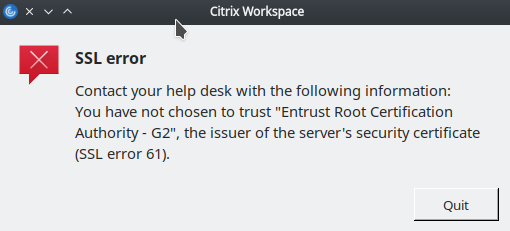 Citrix Workspace
SSL error
Contact your help desk with the following information:
You have not chosen to trust "Entrust Root Certification
Authority - G2", the issuer of the server's security certificate
(SSL error 61).
Quit